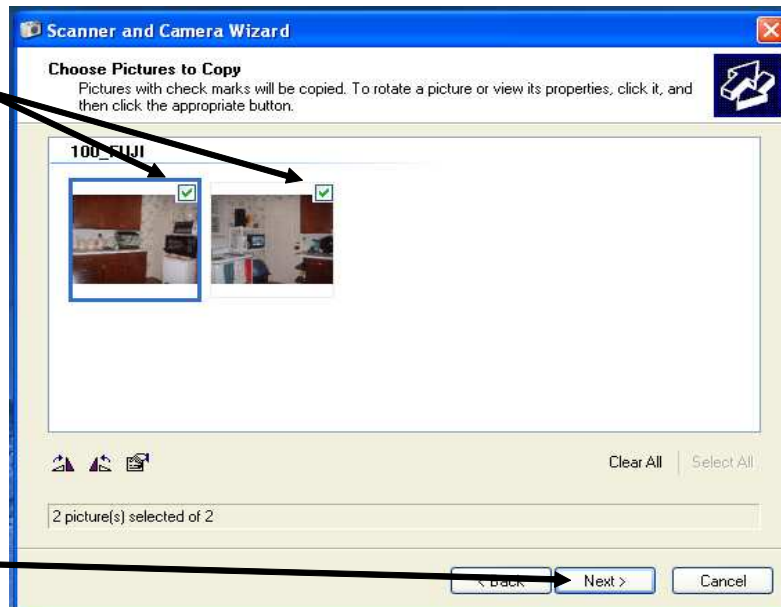 Scanner and Camera Wizard
Choose Pictures to Copy
Pictures with check marks will be copied. To rotate a picture or view its properties, click it, and
then click the appropriate button.
100_FUJI
Clear All
Select All
2 picture(s) selected of 2
< Back
Next >
Cancel